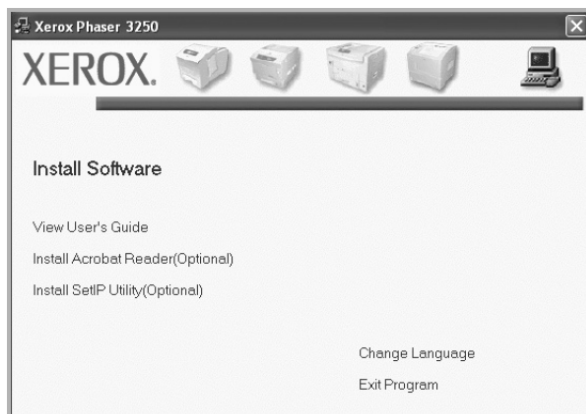 Xerox Phaser 3250
XEROX.
Install Software
View User's Guide
Install Acrobat Reader(Optional)
Install SetIP Utility(Optional)
Change Language
Exit Program